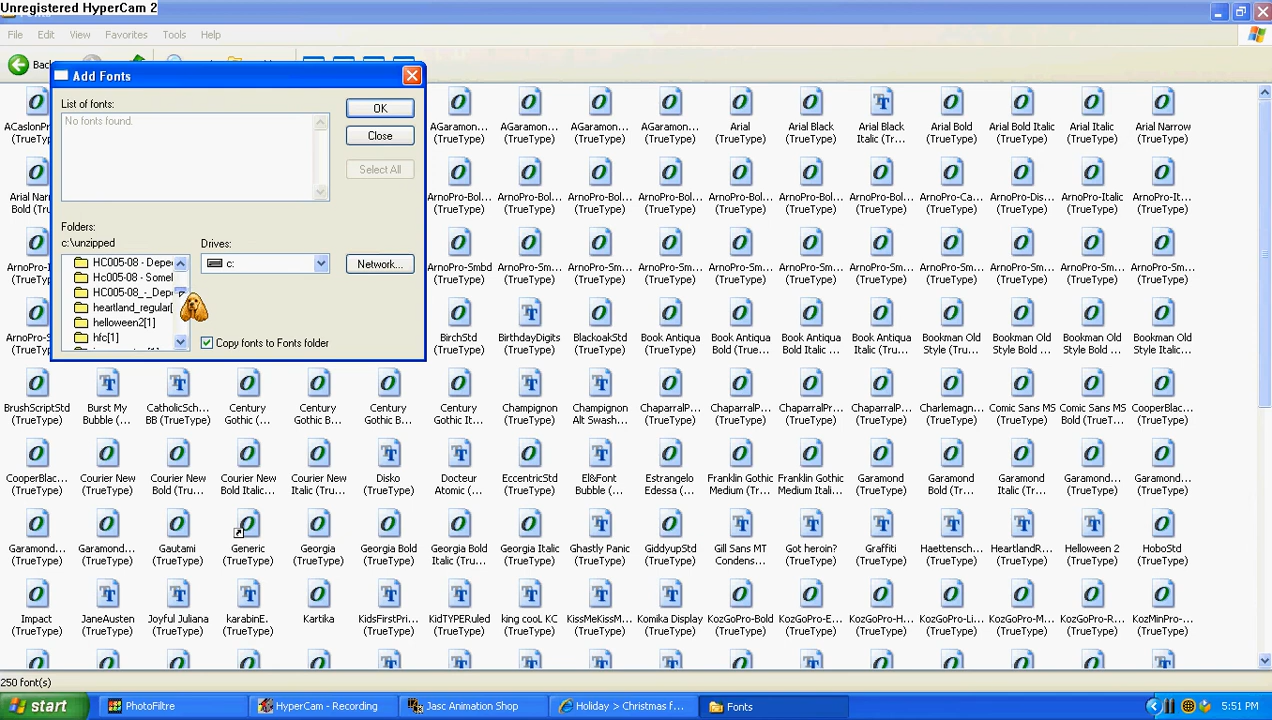 Unregistered HyperCam 2
File Edit View Favorites Tools Help
Back
Add Fonts
List of fonts:
No fonts found.
OK
Close
Select All
Folders:
c:\unzipped
Drives:
c:
Network...
HC005-08 - Depe
Hc005-08 - Somel
HC005-08_-_Dep
heartland_regular[
helloween2[1]
hfc[1]
Copy fonts to Fonts folder
AGaramon... (TrueType)
AGaramon... (TrueType)
AGaramon... (TrueType)
AGaramon... (TrueType)
Arial (TrueType)
Arial Black (TrueType)
Arial Black Italic (Tr...
Arial Bold (TrueType)
Arial Bold Italic (TrueType)
Arial Italic (TrueType)
Arial Narrow (TrueType)
ArnoPro-Bol... (TrueType)
ArnoPro-Bol... (TrueType)
ArnoPro-Bol... (TrueType)
ArnoPro-Bol... (TrueType)
ArnoPro-Bol... (TrueType)
ArnoPro-Bol... (TrueType)
ArnoPro-Ca... (TrueType)
ArnoPro-Dis... (TrueType)
ArnoPro-Italic (TrueType)
ArnoPro-It... (TrueType)
ArnoPro-Smbd (TrueType)
ArnoPro-Sm... (TrueType)
ArnoPro-Sm... (TrueType)
ArnoPro-Sm... (TrueType)
ArnoPro-Sm... (TrueType)
ArnoPro-Sm... (TrueType)
ArnoPro-Sm... (TrueType)
ArnoPro-Sm... (TrueType)
ArnoPro-Sm... (TrueType)
ArnoPro-Sm... (TrueType)
BirchStd (TrueType)
BirthdayDigits (TrueType)
BlackoakStd (TrueType)
Book Antiqua (TrueType)
Book Antiqua Bold (TrueT...
Book Antiqua Bold Italic ...
Book Antiqua Italic (TrueT...
Bookman Old Style (TrueT...
Bookman Old Style Bold ...
Bookman Old Style Bold ...
Bookman Old Style Italic ...
BrushScriptStd (TrueType)
Burst My Bubble (TrueT...
CatholicSch... BB (TrueType)
Century Gothic (...
Century Gothic B...
Century Gothic B...
Century Gothic It...
Champignon (TrueType)
Champignon Alt Swash...
ChaparralP... (TrueType)
ChaparralPr... (TrueType)
ChaparralP... (TrueType)
ChaparralP... (TrueType)
Charlemagn... (TrueType)
Comic Sans MS (TrueType)
Comic Sans MS Bold (TrueT...
CooperBlac... (TrueType)
CooperBlac... (TrueType)
Courier New (TrueType)
Courier New Bold (True...
Courier New Bold Italic...
Courier New Italic (True...
Disko (TrueType)
Docteur Atomic (...
EccentricStd (TrueType)
El&Font Bubble (...
Estrangelo Edessa (...
Franklin Gothic Medium (Tr...
Franklin Gothic Medium Itali...
Garamond (TrueType)
Garamond Bold (Tr...
Garamond Italic (Tr...
Garamond... (TrueType)
Garamond... (TrueType)
Garamond... (TrueType)
Gautami (TrueType)
Generic (TrueType)
Georgia (TrueType)
Georgia Bold (TrueType)
Georgia Bold Italic (True...
Georgia Italic (TrueType)
Ghastly Panic (TrueType)
GiddyupStd (TrueType)
Gill Sans MT Condens...
Got heroin? (TrueType)
Graffiti (TrueType)
Haettensch... (TrueType)
HeartlandR... (TrueType)
Helloween 2 (TrueType)
HoboStd (TrueType)
Impact (TrueType)
JaneAusten (TrueType)
Joyful Juliana (TrueType)
karabinE. (TrueType)
Kartika (TrueType)
KidsFirstPri... (TrueType)
KidTYPERuled (TrueType)
king cooL KC (TrueType)
KissMeKissM... (TrueType)
Komika Display (TrueType)
KozGoPro-Bold (TrueType)
KozGoPro-E... (TrueType)
KozGoPro-H... (TrueType)
KozGoPro-Li... (TrueType)
KozGoPro-M... (TrueType)
KozGoPro-R... (TrueType)
KozMinPro-... (TrueType)
250 font(s)
start
PhotoFiltre
HyperCam - Recording
Jasc Animation Shop
Holiday > Christmas f...
Fonts
5:51 PM